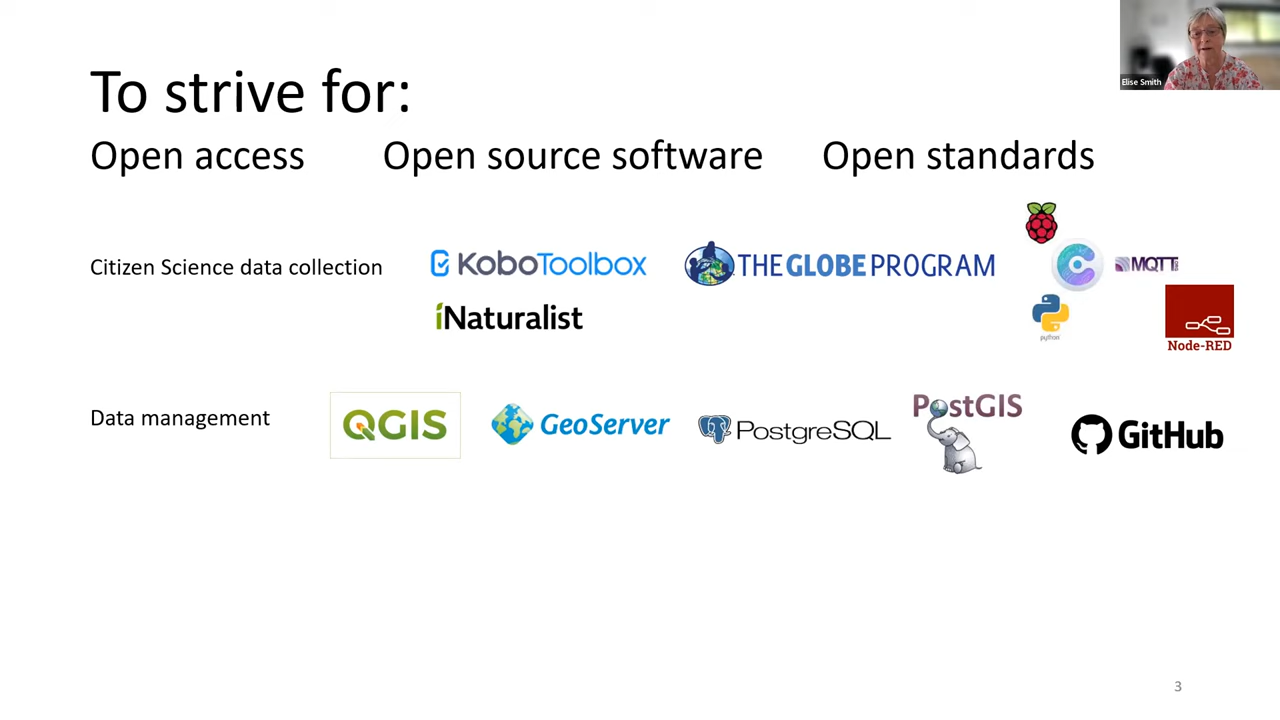 Elise Smith
To strive for:
Open access Open source software Open standards
Citizen Science data collection
KoboToolbox
THE GLOBE PROGRAM
MQTT
iNaturalist
python
Node-RED
Data management
QGIS
GeoServer
PostgreSQL
PostGIS
GitHub
3